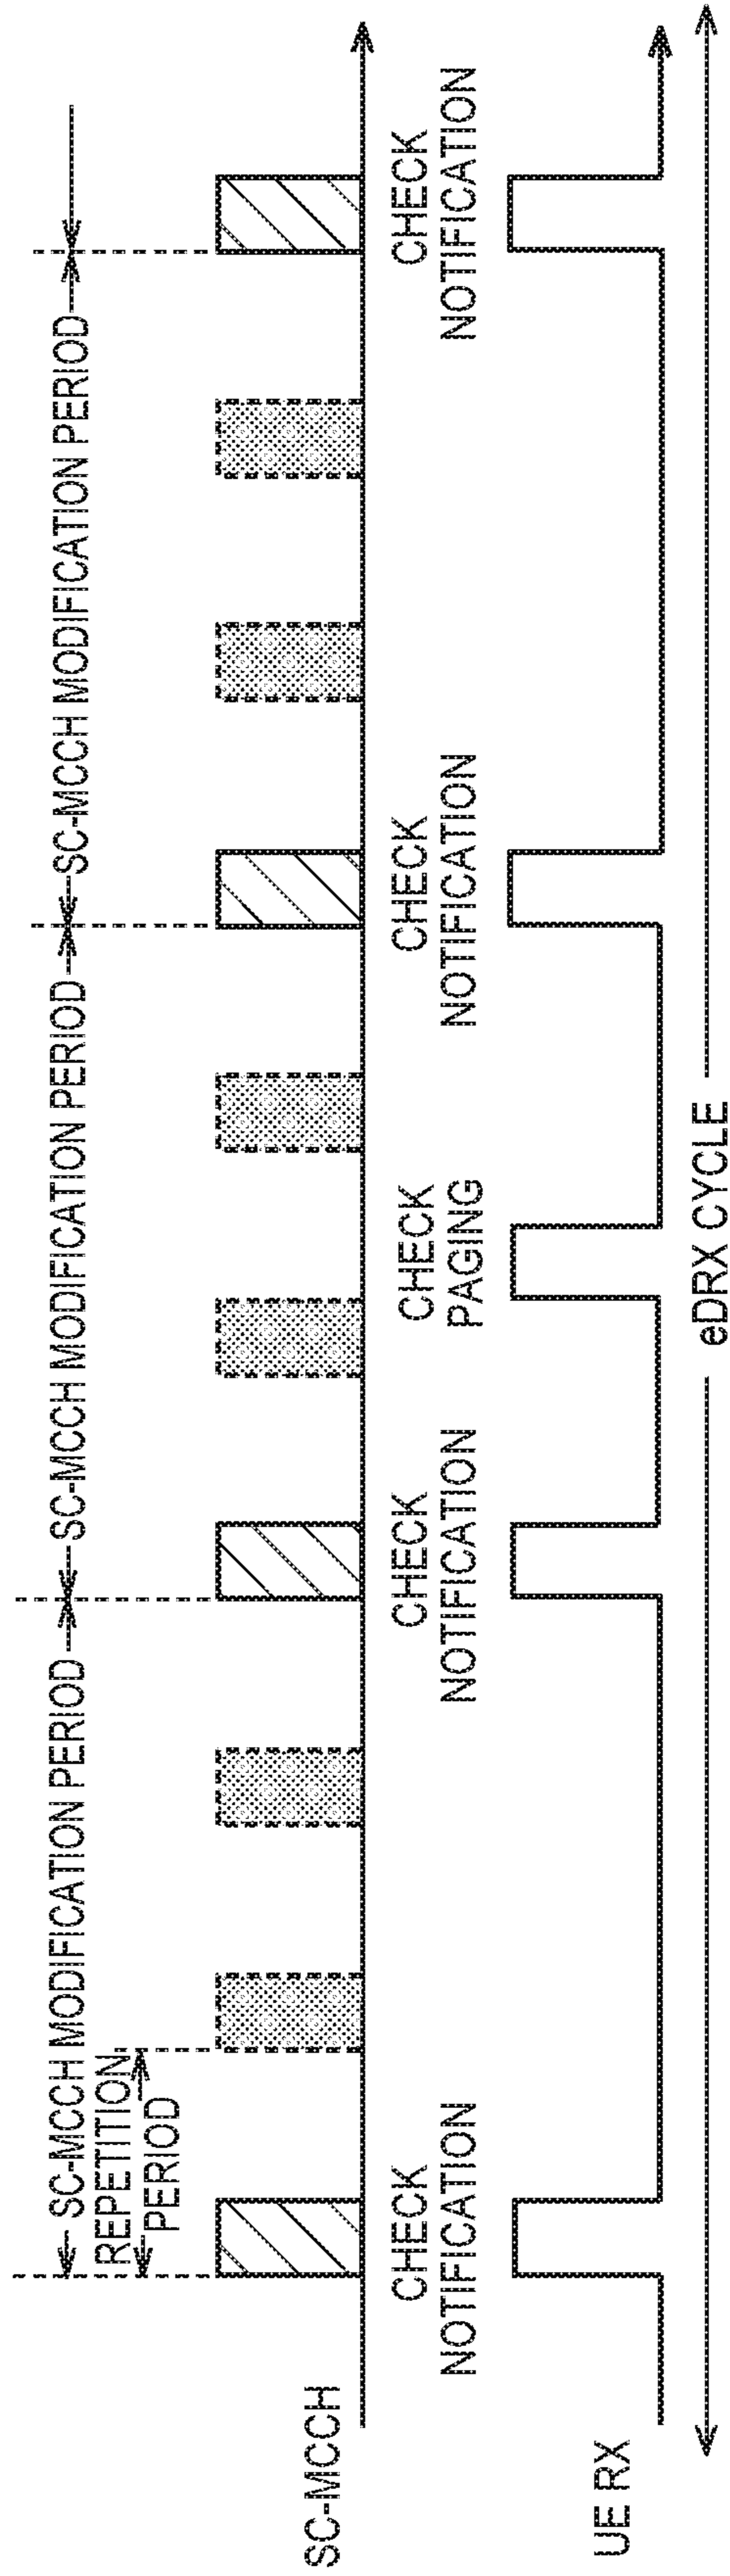 SC-MCCH MODIFICATION PERIOD
SC-MCCH MODIFICATION PERIOD
SC-MCCH MODIFICATION PERIOD
REPETITION
PERIOD
SC-MCCH
CHECK
NOTIFICATION
CHECK
NOTIFICATION
CHECK
PAGING
CHECK
NOTIFICATION
CHECK
NOTIFICATION
UE RX
eDRX CYCLE